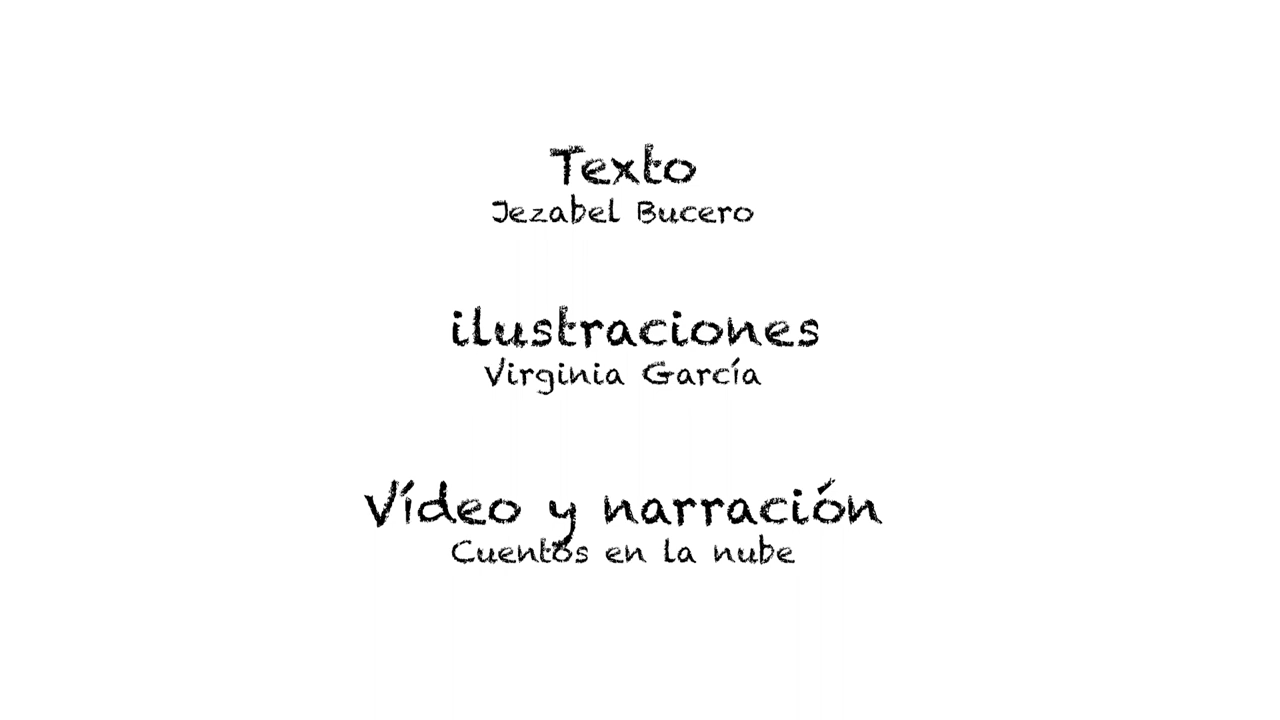 Texto
Jezabel Bucero
ilustraciones
Virginia García
Vídeo y narración
Cuentos en la nube